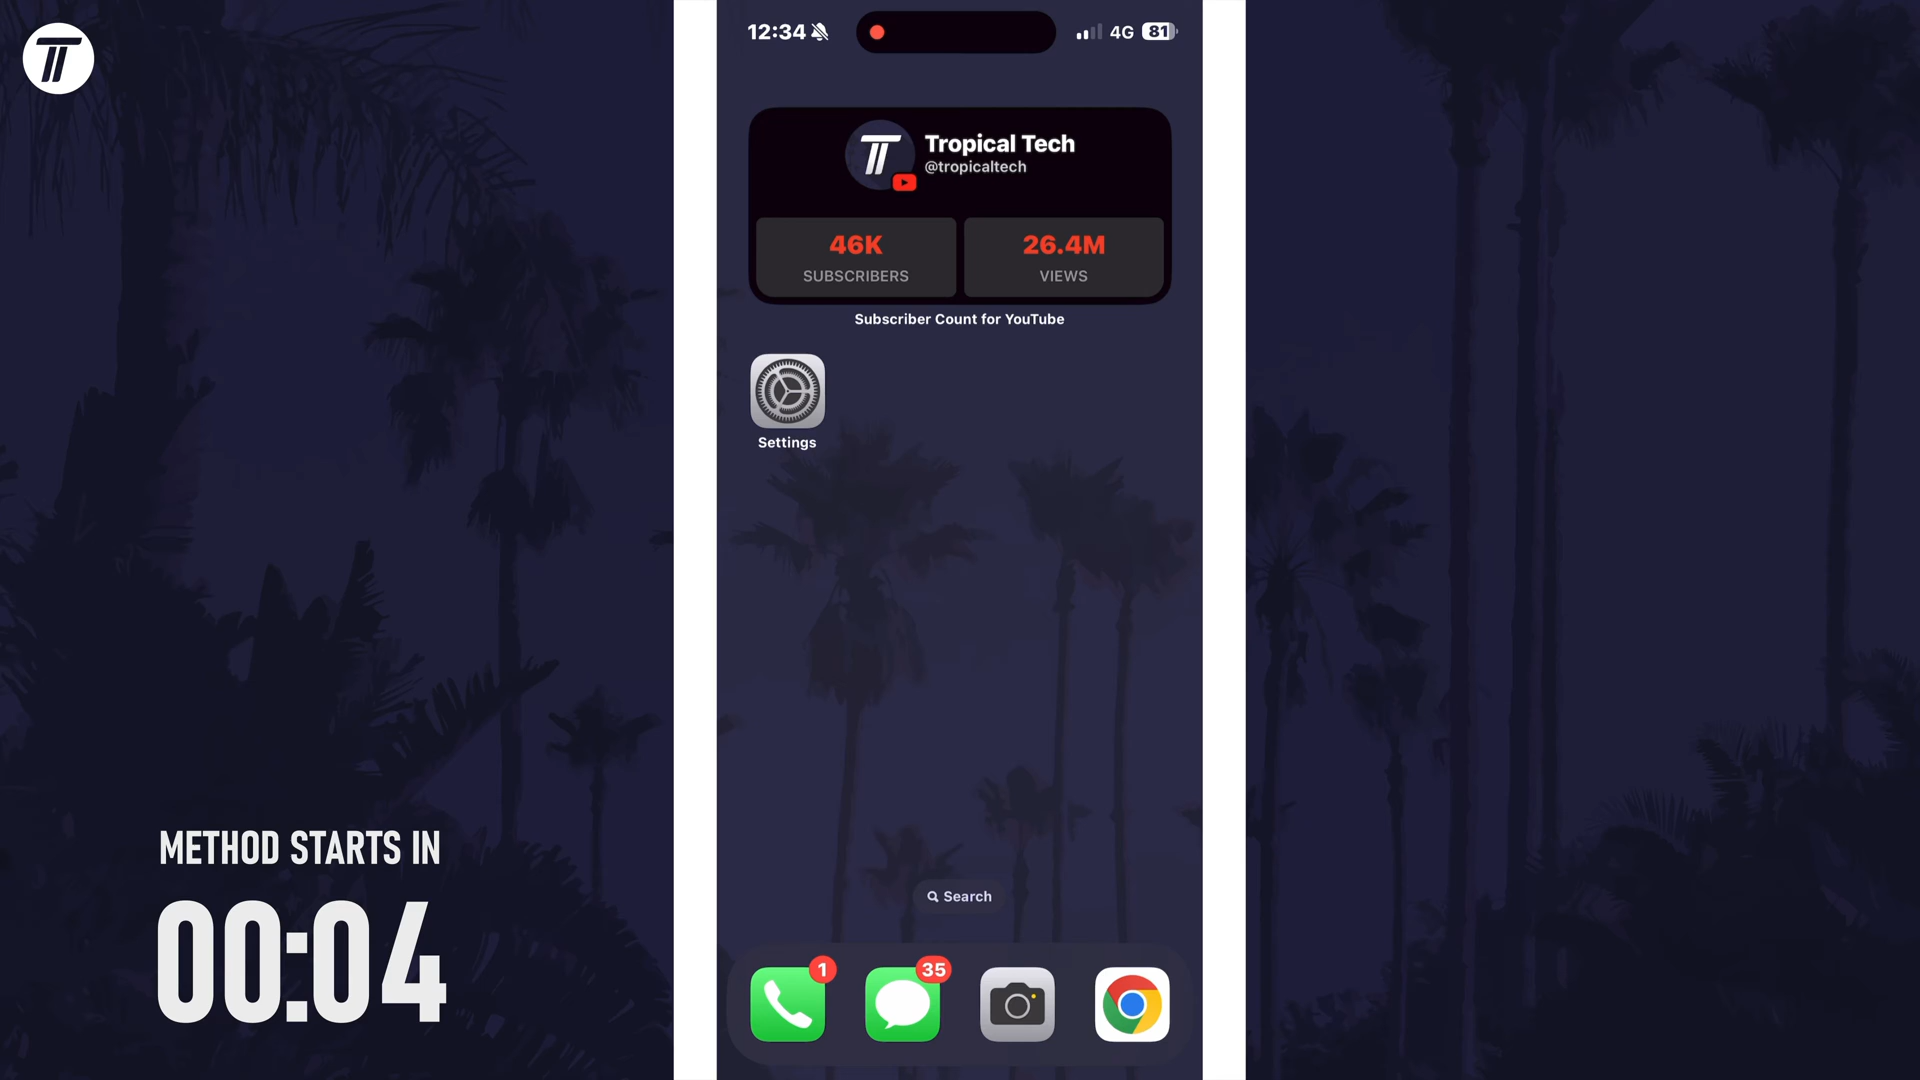 12:34
4G
81
Tropical Tech
@tropicaltech
46K
SUBSCRIBERS
26.4M
VIEWS
Subscriber Count for YouTube
Settings
METHOD STARTS IN
00:04
Search
1
35